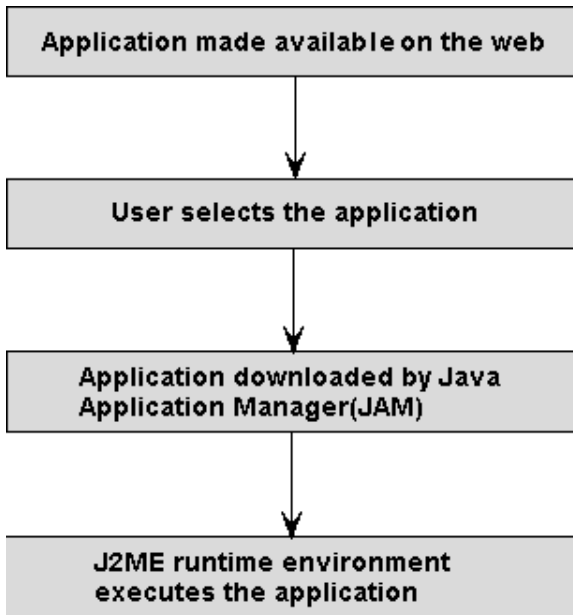 Application made available on the web
User selects the application
Application downloaded by Java
Application Manager(JAM)
J2ME runtime environment
executes the application